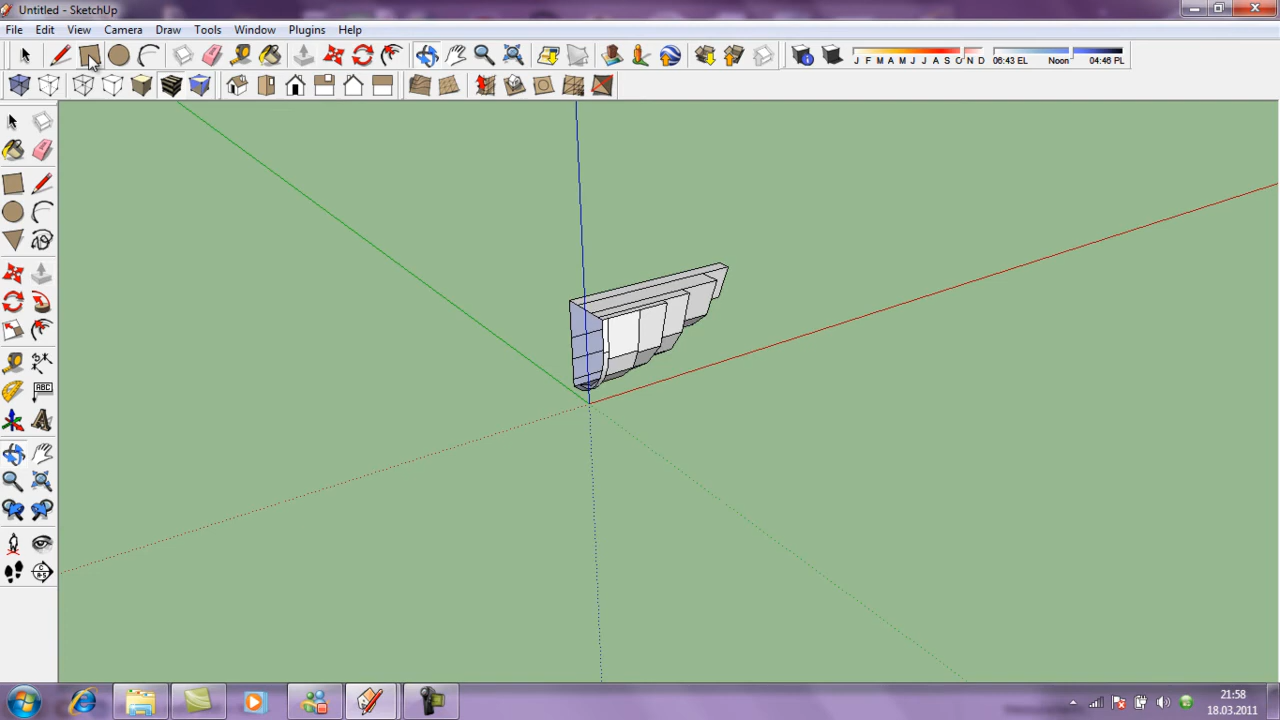 Untitled - SketchUp
File Edit View Camera Draw Tools Window Plugins Help
J F M A M J J A S O N D 06:43 EL Noon 04:46 PL
ABC
A
21:58
18.03.2011